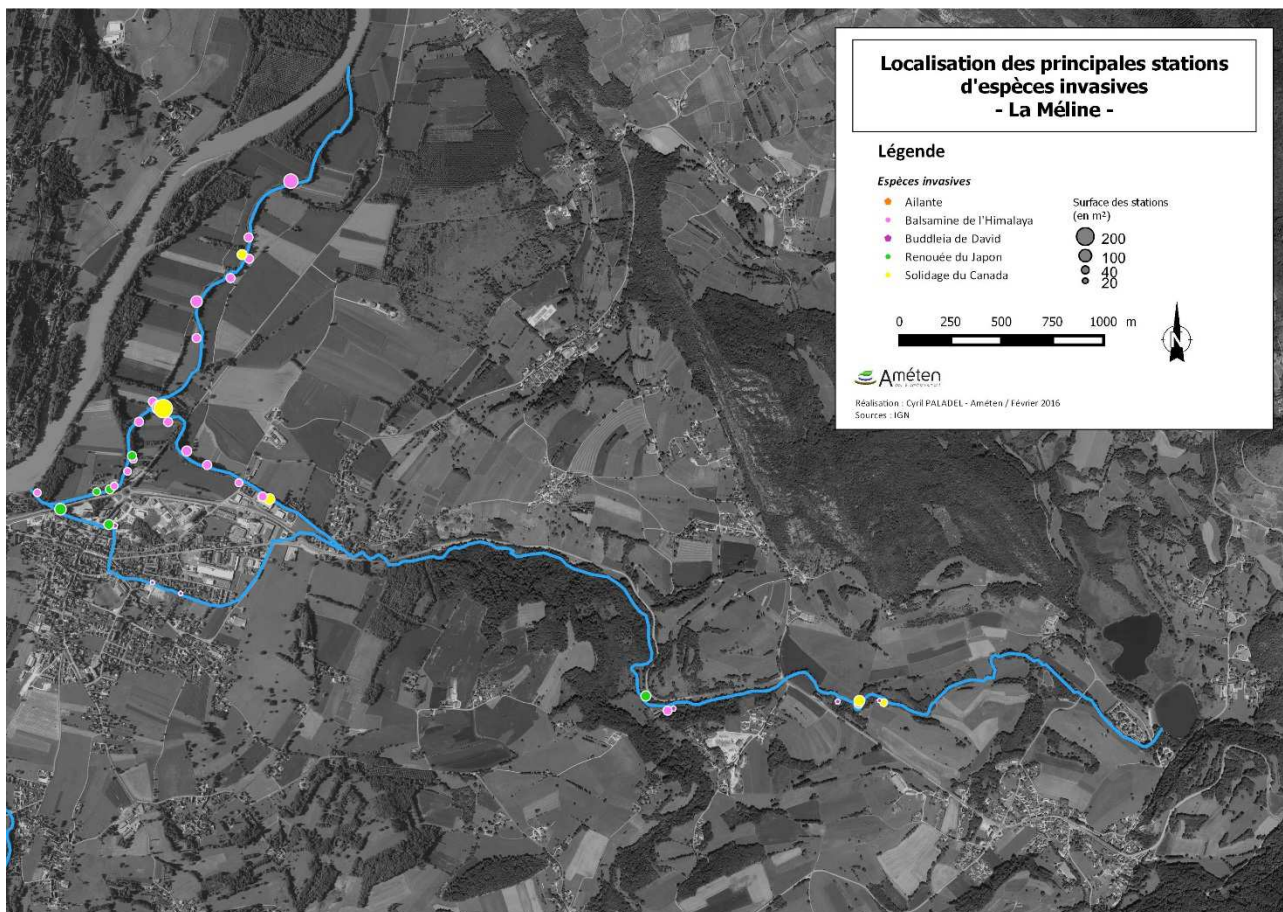 Localisation des principales stations
d'espèces invasives
- La Méline -
Légende
Espèces invasives
Ailante
Balsamine de l'Himalaya
Buddleia de David
Renouée du Japon
Solidage du Canada
Surface des stations
(en m²)
200
100
40
20
0 250 500 750 1000 m
N
Améten
Réalisation : Cyril PALADEL - Améten / Février 2016
Sources : IGN